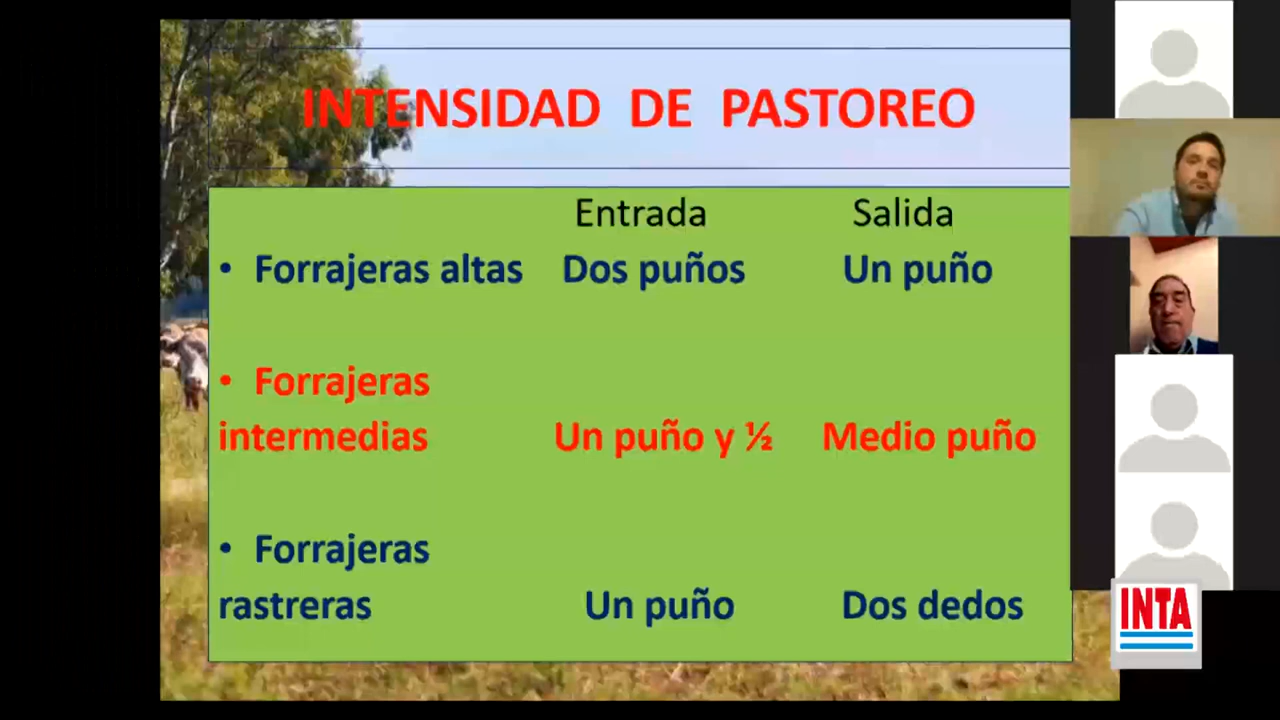 INTENSIDAD DE PASTOREO
Entrada Salida
• Forrajeras altas Dos puños Un puño
• Forrajeras
intermedias Un puño y ½ Medio puño
• Forrajeras
rastreras Un puño Dos dedos
INTA